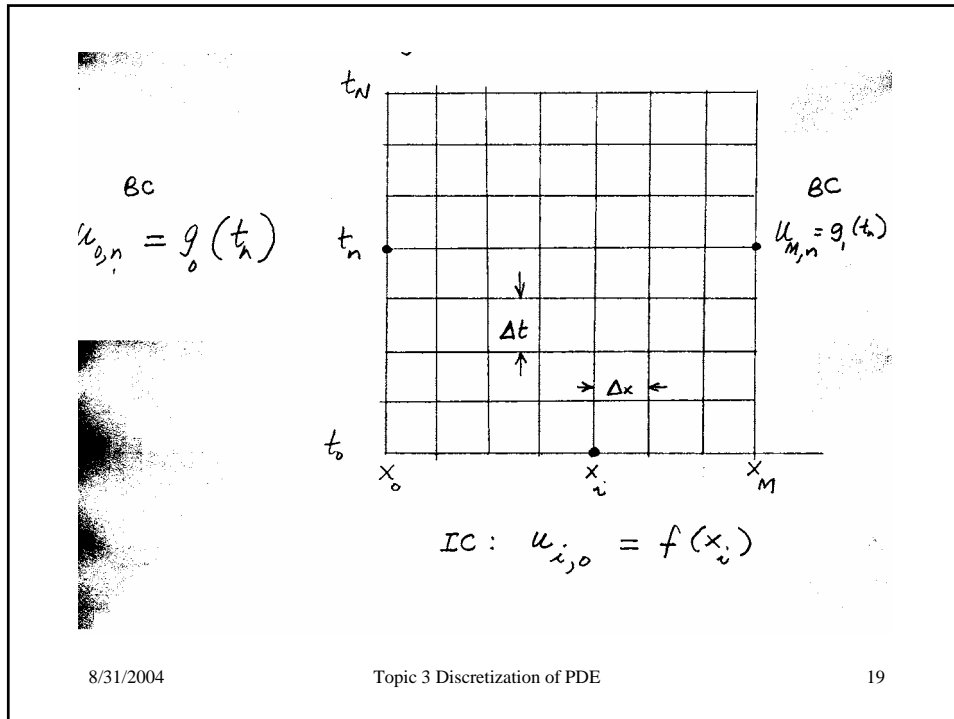 t_N
BC
u_{0,n} = g_0(t_n)
t_n
BC
u_{M,n} = g_1(t_n)
Δt
Δx
t_0
x_0
x_i
x_M
IC: u_{i,0} = f(x_i)
8/31/2004
Topic 3 Discretization of PDE
19